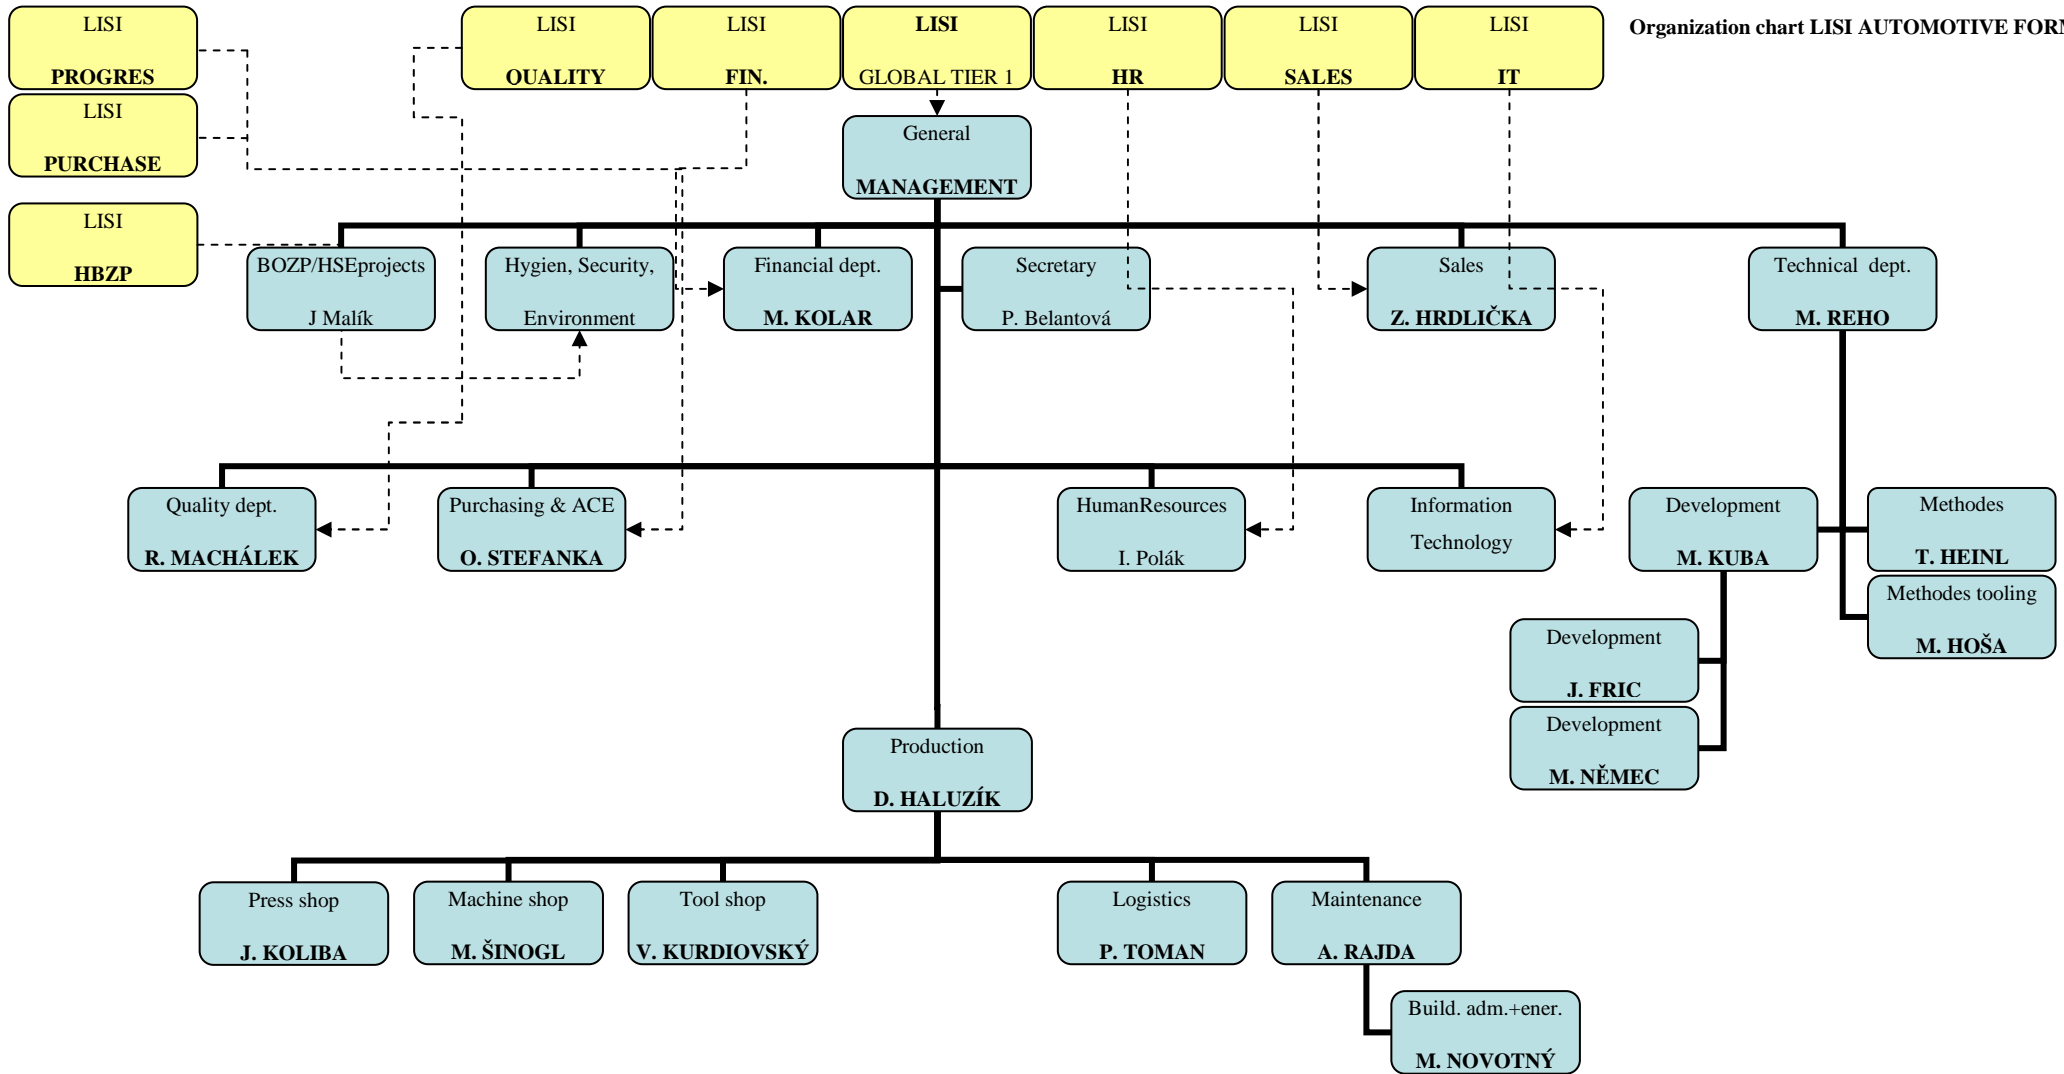 LISI
PROGRES
LISI
PURCHASE
LISI
HBZP
LISI
QUALITY
LISI
FIN.
LISI
GLOBAL TIER 1
LISI
HR
LISI
SALES
LISI
IT
Organization chart LISI AUTOMOTIVE FORM
General
MANAGEMENT
BOZP/HSEprojects
J Malík
Hygien, Security,
Environment
Financial dept.
M. KOLAR
Secretary
P. Belantová
Sales
Z. HRDLIČKA
Technical dept.
M. REHO
Quality dept.
R. MACHÁLEK
Purchasing & ACE
O. STEFANKA
HumanResources
I. Polák
Information
Technology
Development
M. KUBA
Methodes
T. HEINL
Methodes tooling
M. HOŠA
Development
J. FRIC
Development
M. NĚMEC
Production
D. HALUZÍK
Press shop
J. KOLIBA
Machine shop
M. ŠINOGL
Tool shop
V. KURDIOVSKÝ
Logistics
P. TOMAN
Maintenance
A. RAJDA
Build. adm.+ener.
M. NOVOTNÝ